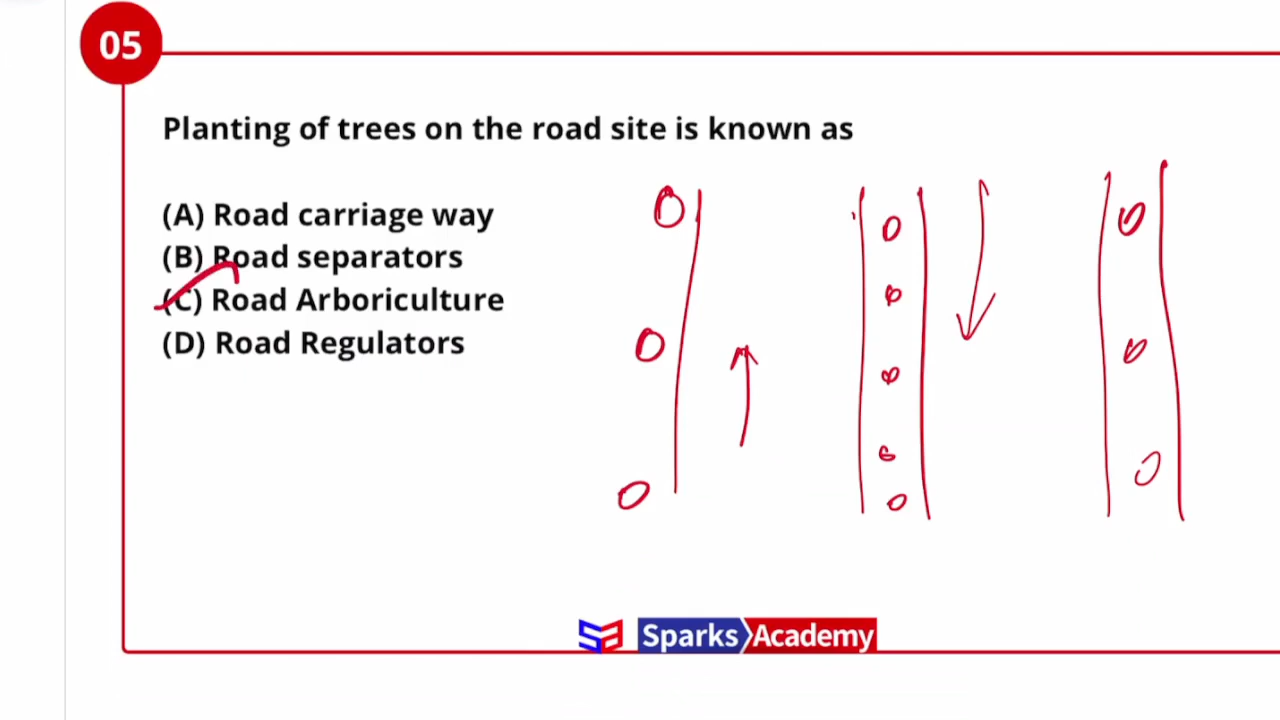 05
Planting of trees on the road site is known as
(A) Road carriage way
(B) Road separators
(C) Road Arboriculture
(D) Road Regulators
Sparks Academy